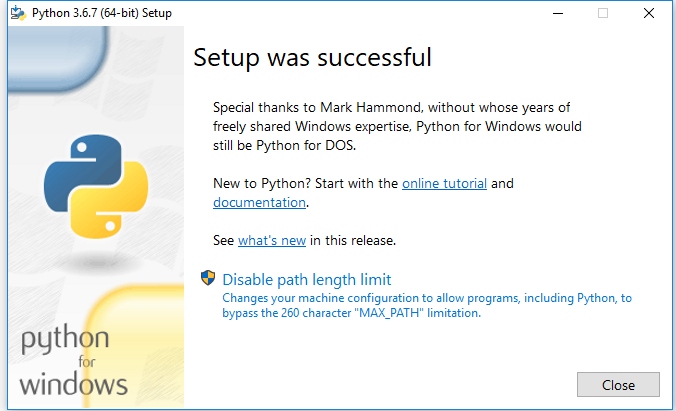 Python 3.6.7 (64-bit) Setup
Setup was successful
Special thanks to Mark Hammond, without whose years of
freely shared Windows expertise, Python for Windows would
still be Python for DOS.
New to Python? Start with the online tutorial and
documentation.
See what's new in this release.
Disable path length limit
Changes your machine configuration to allow programs, including Python, to
bypass the 260 character "MAX_PATH" limitation.
python
for
windows
Close